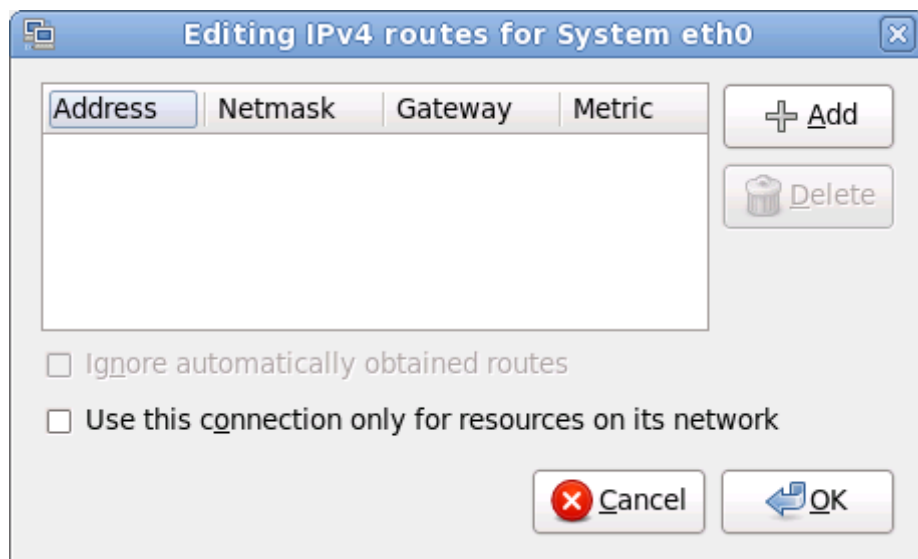 Editing IPv4 routes for System eth0
Address Netmask Gateway Metric
Add
Delete
Ignore automatically obtained routes
Use this connection only for resources on its network
Cancel OK